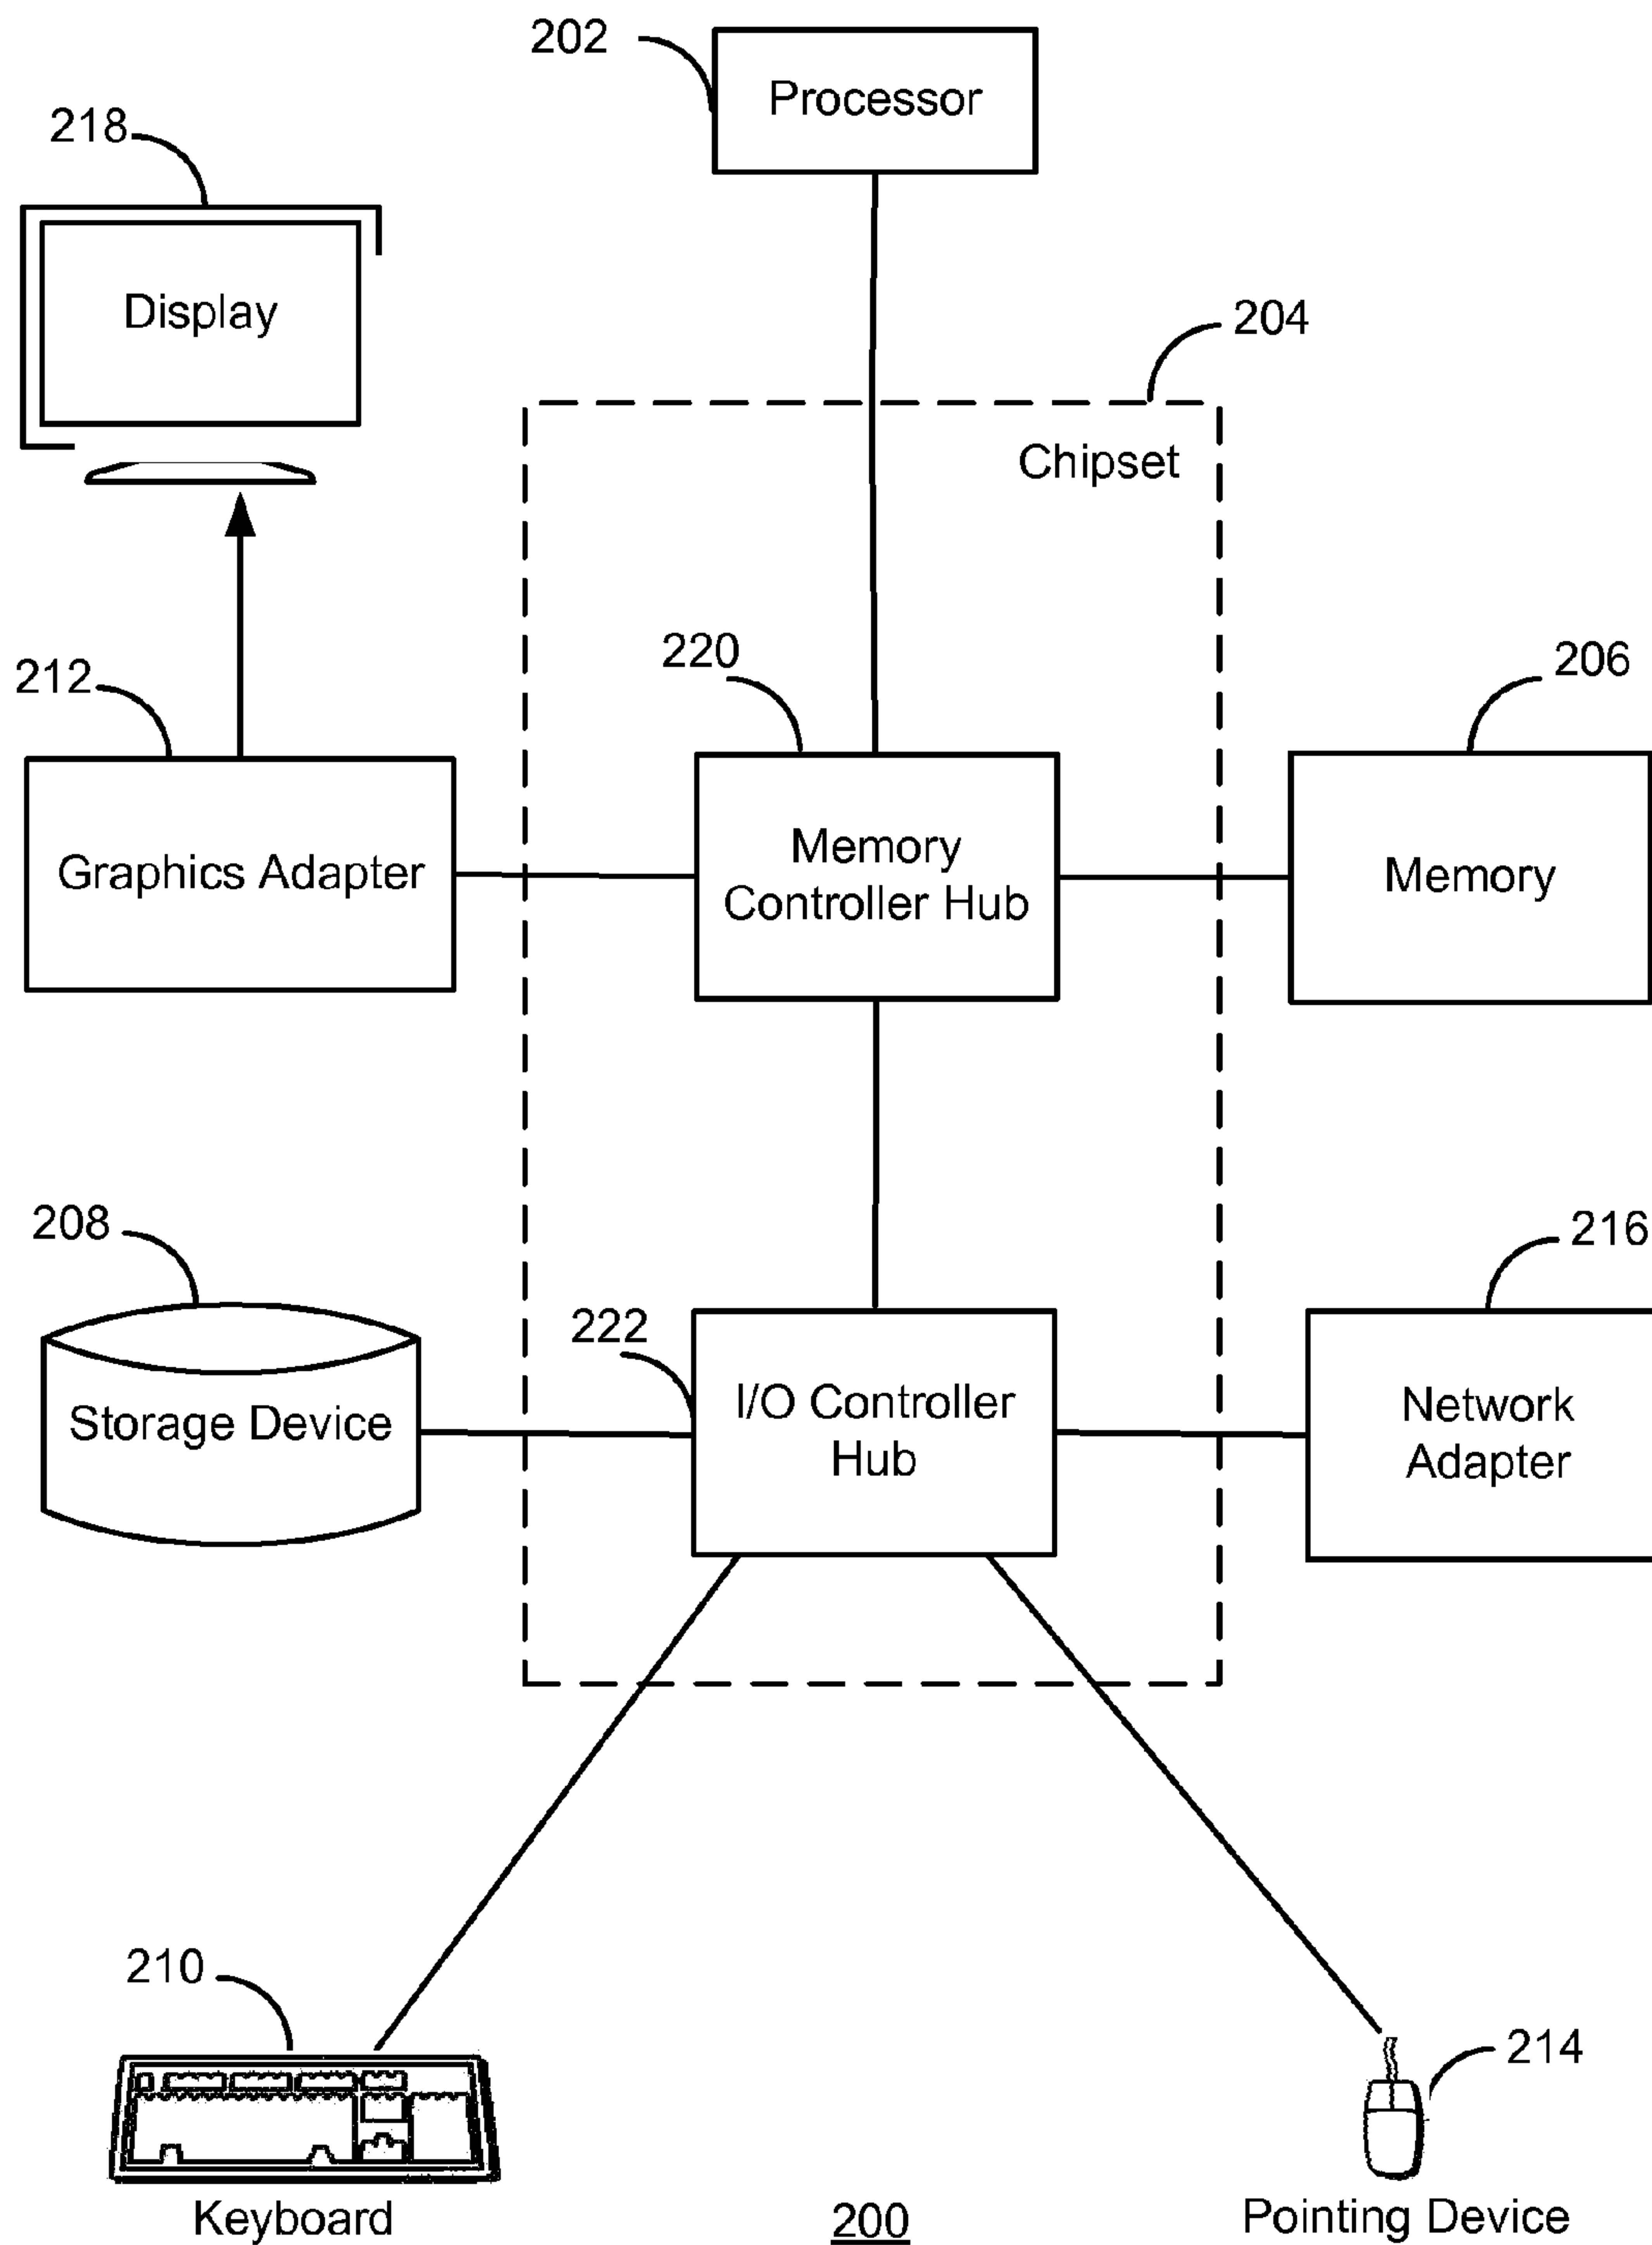 202
Processor
218
Display
204
Chipset
220
206
212
Graphics Adapter
Memory
Controller Hub
Memory
208
216
222
Storage Device
I/O Controller
Hub
Network
Adapter
210
214
Keyboard
200
Pointing Device